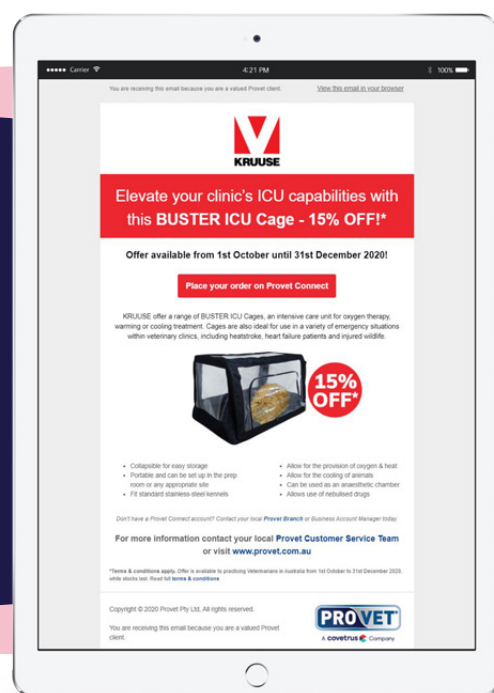 Carrier 4:21 PM 100%
You are receiving this email because you are a valued Provet client. View this email in your browser
KRUUSE
Elevate your clinic's ICU capabilities with
this BUSTER ICU Cage - 15% OFF!*
Offer available from 1st October until 31st December 2020!
Place your order on Provet Connect
KRUUSE offer a range of BUSTER ICU Cages, an intensive care unit for oxygen therapy,
warming or cooling treatment. Cages are also ideal for use in a variety of emergency situations
within veterinary clinics, including heatstroke, heart failure patients and injured wildlife.
15%
OFF*
• Collapsible for easy storage
• Portable and can be set up in the prep
room or any appropriate site
• Fit standard stainless-steel kennels
• Allow for the provision of oxygen & heat
• Allow for the cooling of animals
• Can be used as an anaesthetic chamber
• Allows use of nebulised drugs
Don't have a Provet Connect account? Contact your local Provet Branch or Business Account Manager today.
For more information contact your local Provet Customer Service Team
or visit www.provet.com.au
*Terms & conditions apply. Offer is available to practising Veterinarians in Australia from 1st October to 31st December 2020,
while stocks last. Read full terms & conditions
Copyright © 2020 Provet Pty Ltd, All rights reserved.
You are receiving this email because you are a valued Provet
client.
PROVET
A covetrus Company